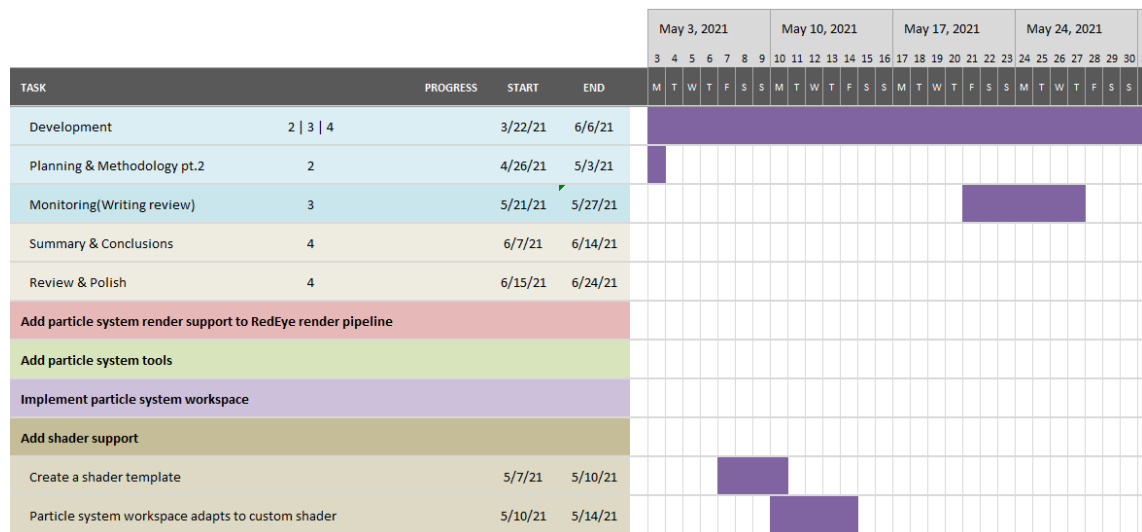 May 3, 2021 May 10, 2021 May 17, 2021 May 24, 2021
3 4 5 6 7 8 9 10 11 12 13 14 15 16 17 18 19 20 21 22 23 24 25 26 27 28 29 30
TASK PROGRESS START END M T W T F S S M T W T F S S M T W T F S S M T W T F S S
Development 2 | 3 | 4 3/22/21 6/6/21
Planning & Methodology pt.2 2 4/26/21 5/3/21
Monitoring(Writing review) 3 5/21/21 5/27/21
Summary & Conclusions 4 6/7/21 6/14/21
Review & Polish 4 6/15/21 6/24/21
Add particle system render support to RedEye render pipeline
Add particle system tools
Implement particle system workspace
Add shader support
Create a shader template 5/7/21 5/10/21
Particle system workspace adapts to custom shader 5/10/21 5/14/21